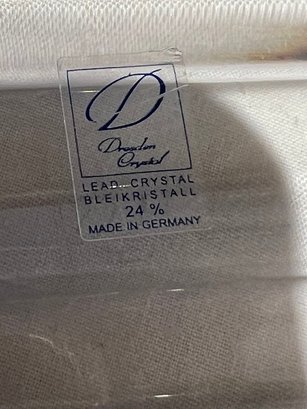 D
Dresden
Crystal
LEAD CRYSTAL
BLEIKRISTALL
24 %
MADE IN GERMANY